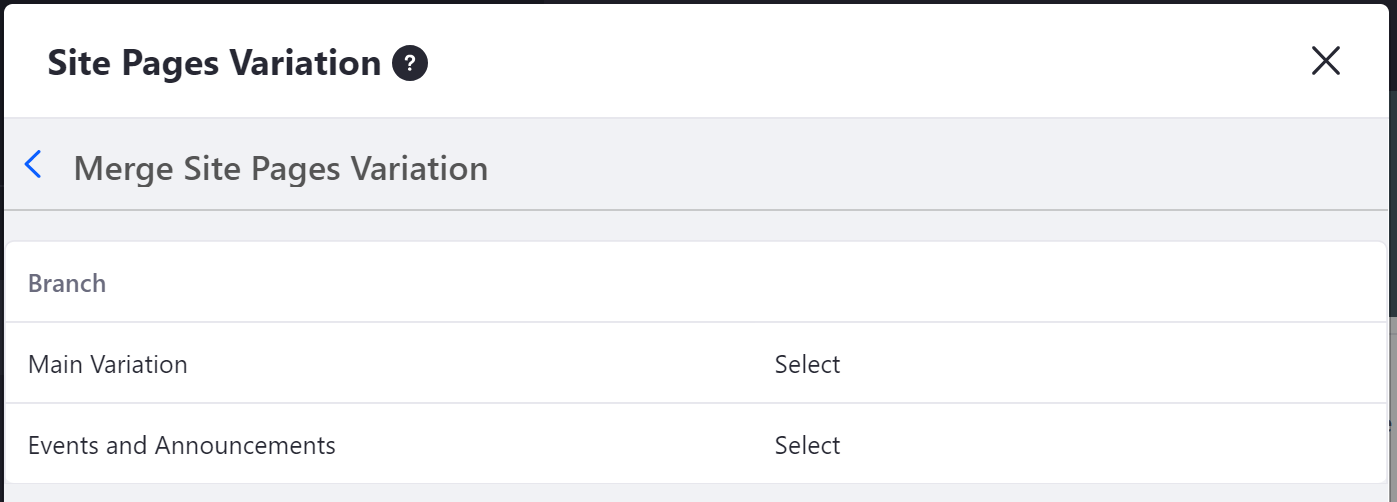 Site Pages Variation ?
Merge Site Pages Variation
Branch
Main Variation Select
Events and Announcements Select